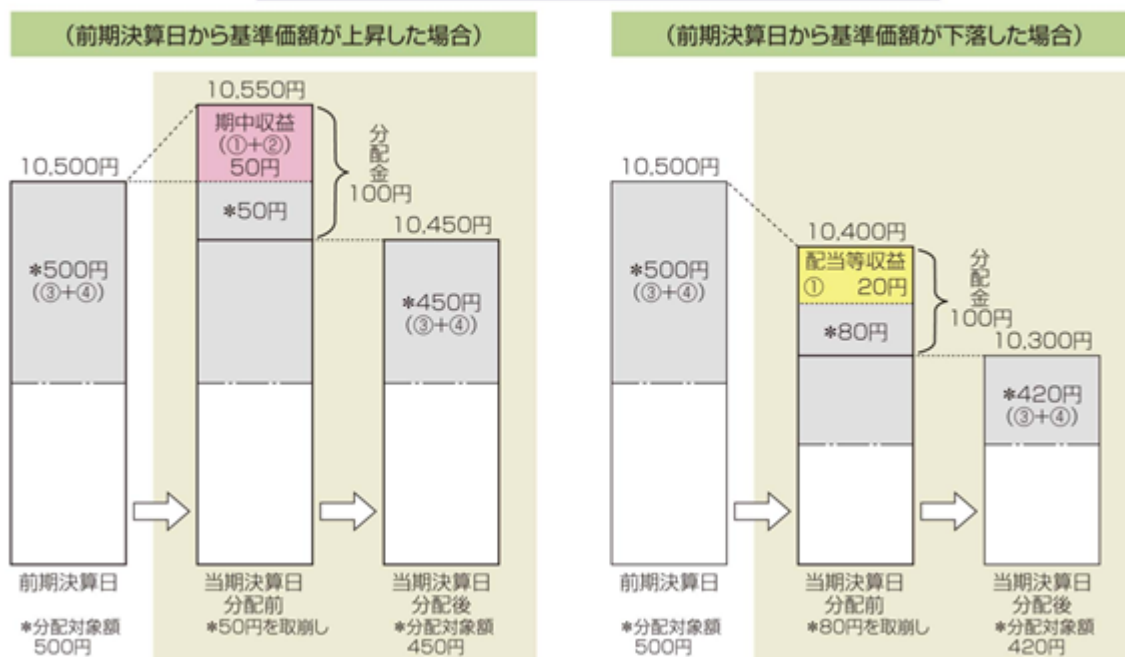 （前期決算日から基準価額が上昇した場合）
10,550円
期中収益
（①＋②）
50円
分配金
100円
10,500円
＊50円
10,450円
＊500円
（③＋④）
＊450円
（③＋④）
前期決算日
当期決算日
分配前
当期決算日
分配後
＊分配対象額
500円
＊50円を取崩し
＊分配対象額
450円
（前期決算日から基準価額が下落した場合）
10,500円
10,400円
配当等収益
① 20円
分配金
100円
＊500円
（③＋④）
＊80円
10,300円
＊420円
（③＋④）
前期決算日
当期決算日
分配前
当期決算日
分配後
＊分配対象額
500円
＊80円を取崩し
＊分配対象額
420円